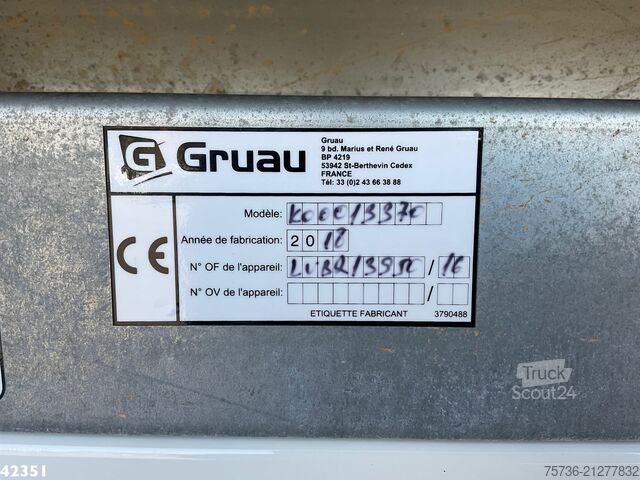 G Gruau
Gruau
9 bd. Marius et René Gruau
BP 4219
53942 St-Berthevin Cedex
FRANCE
Tél: 33 (0)2 43 66 38 88
CE
Modèle: K00013370
Année de fabrication: 2018
N° OF de l'appareil: / 16
N° OV de l'appareil: /
ETIQUETTE FABRICANT 3790488
Truck
Scout24
42351
75736-21277832